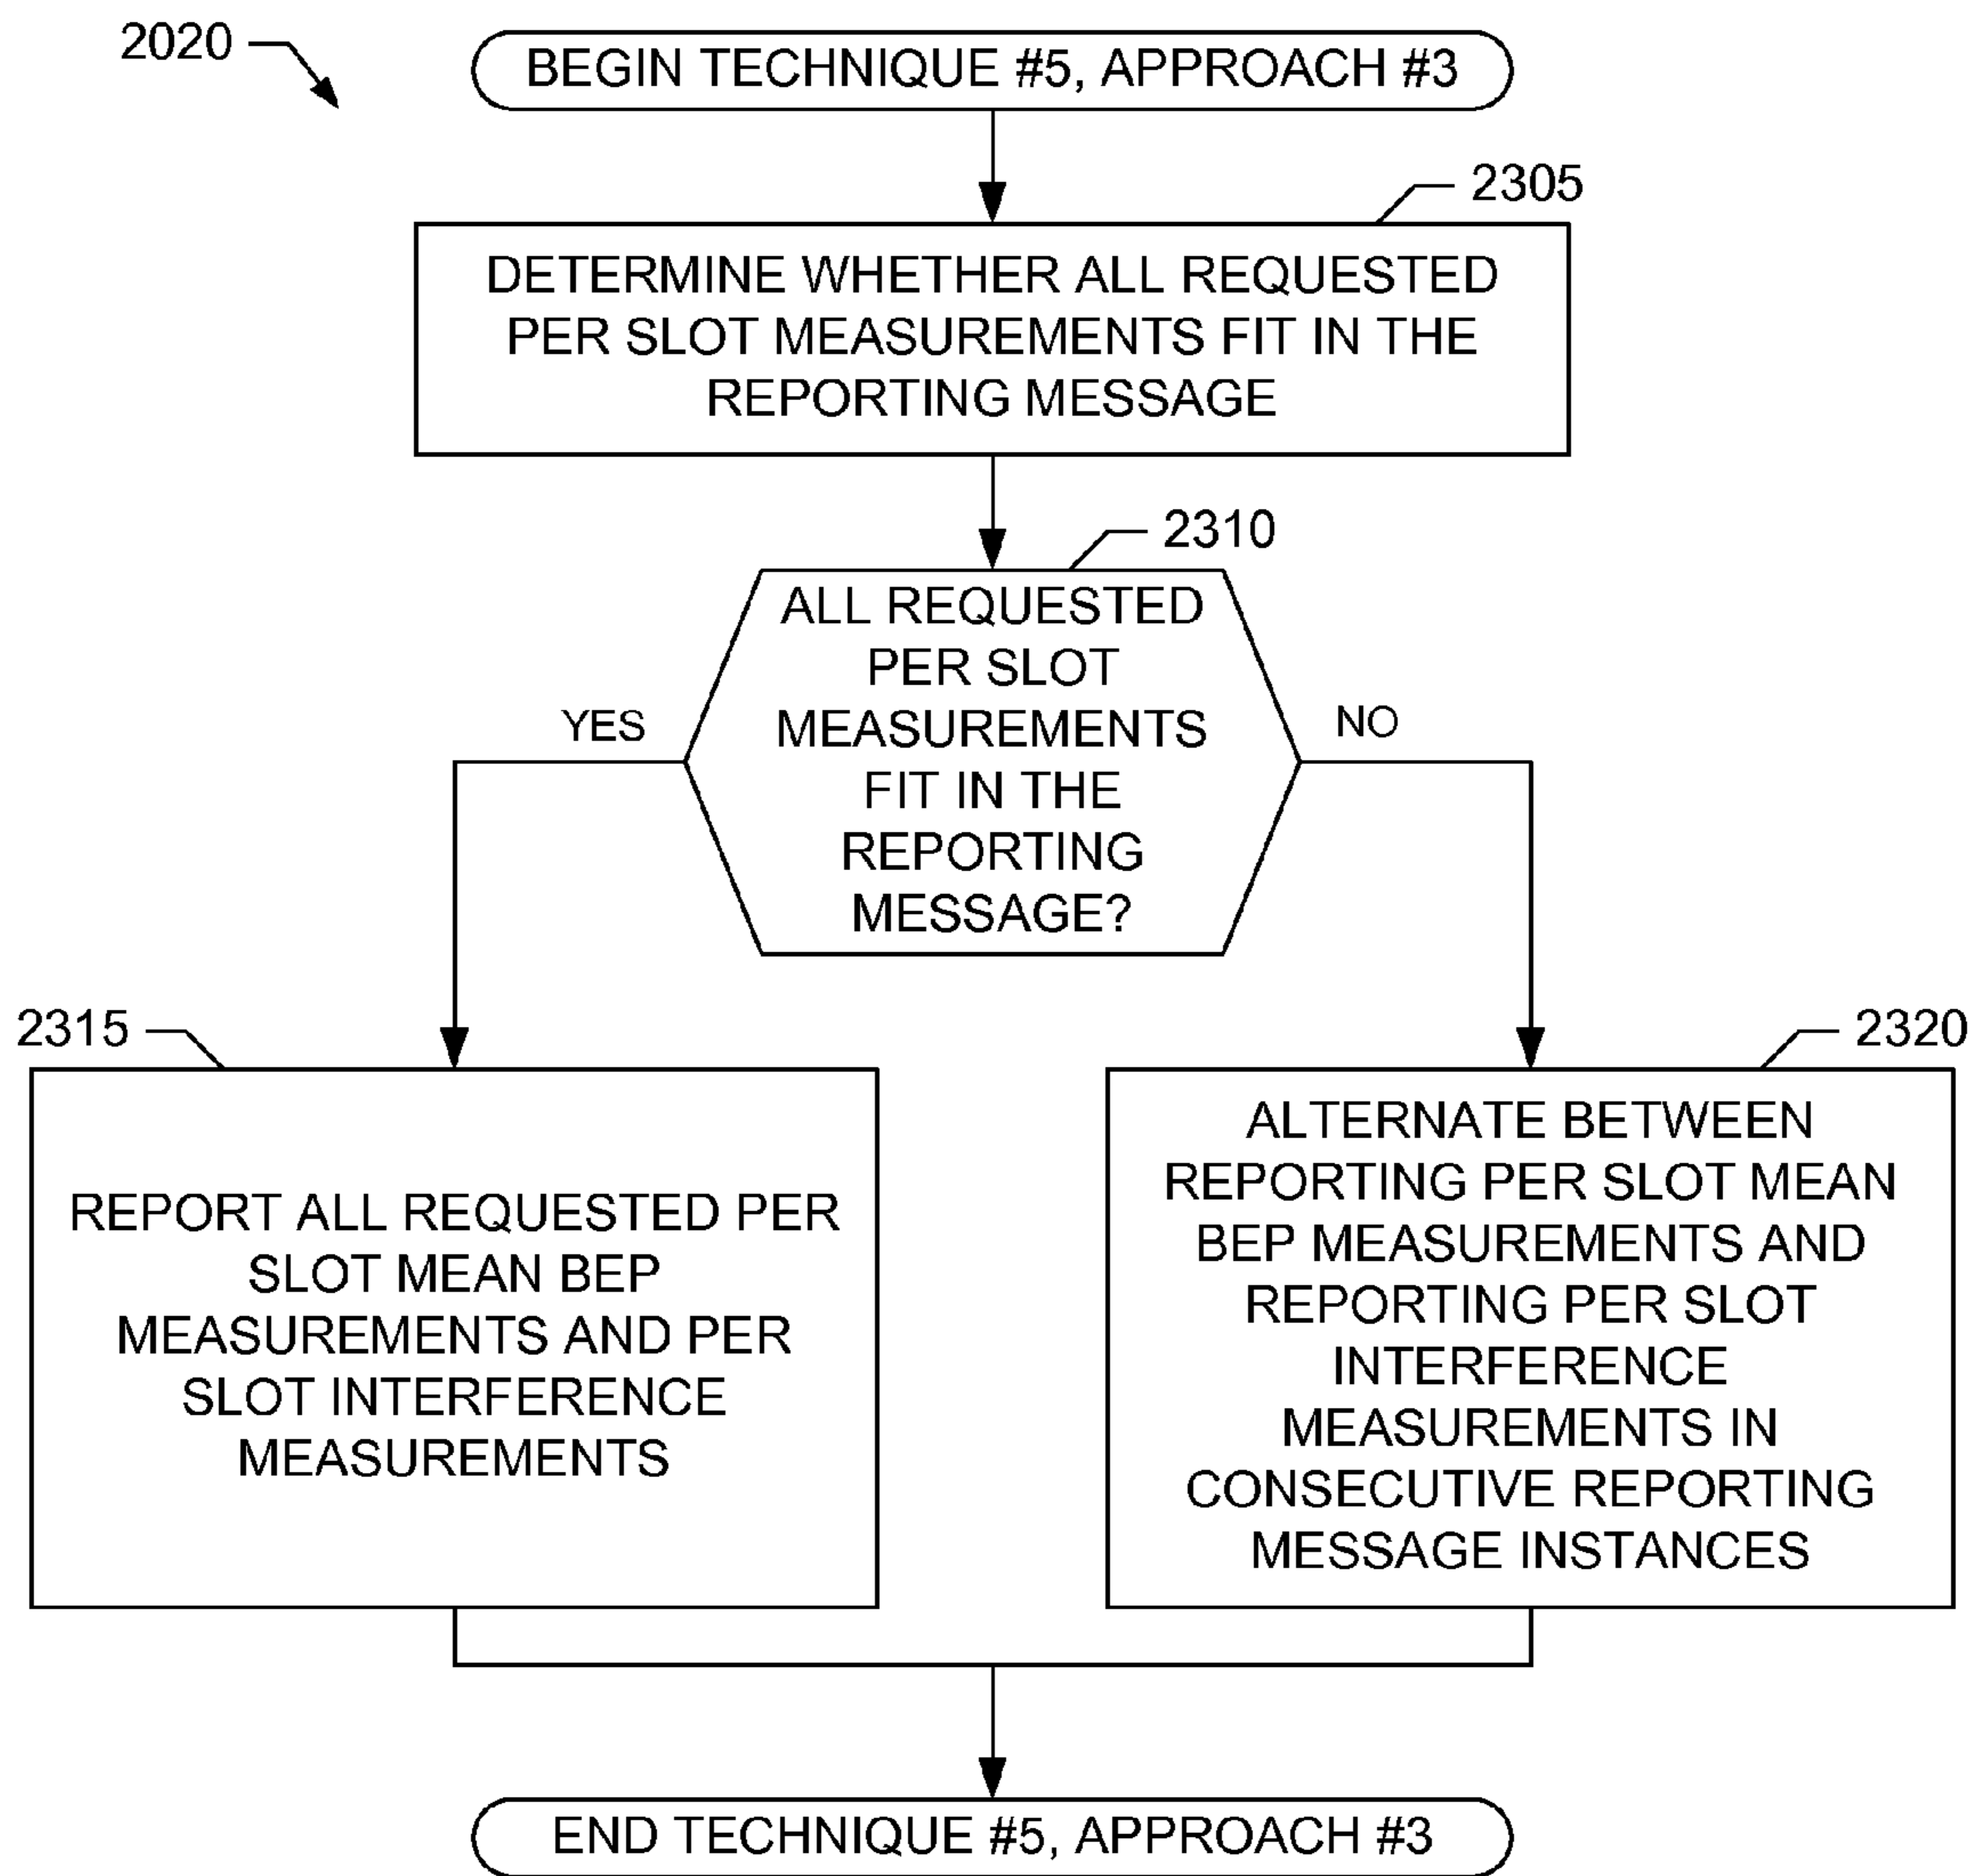 2020
BEGIN TECHNIQUE #5, APPROACH #3
2305
DETERMINE WHETHER ALL REQUESTED
PER SLOT MEASUREMENTS FIT IN THE
REPORTING MESSAGE
2310
ALL REQUESTED
PER SLOT
MEASUREMENTS
FIT IN THE
REPORTING
MESSAGE?
YES
NO
2315
REPORT ALL REQUESTED PER
SLOT MEAN BEP
MEASUREMENTS AND PER
SLOT INTERFERENCE
MEASUREMENTS
2320
ALTERNATE BETWEEN
REPORTING PER SLOT MEAN
BEP MEASUREMENTS AND
REPORTING PER SLOT
INTERFERENCE
MEASUREMENTS IN
CONSECUTIVE REPORTING
MESSAGE INSTANCES
END TECHNIQUE #5, APPROACH #3